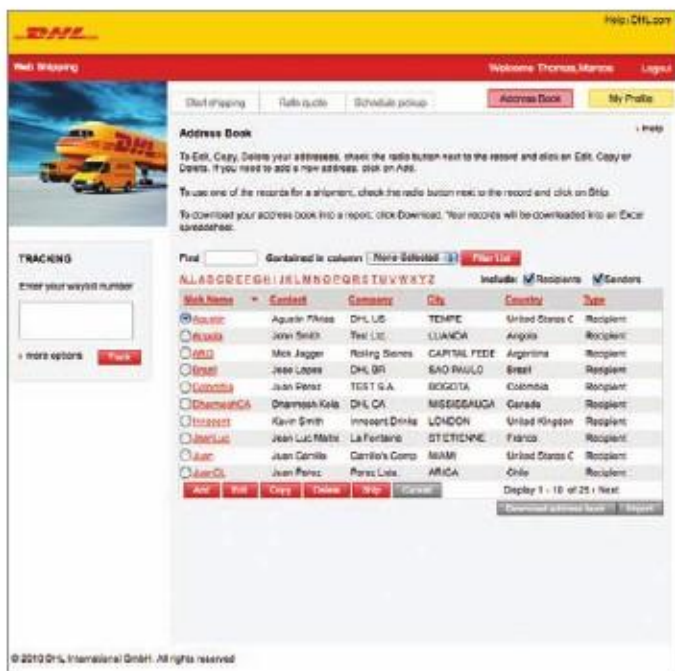 DHL
Help | DHL.com
Web Shipping
Welcome Thomas, Marcos
Logout
Start shipping
Rate quote
Schedule pickup
Address Book
My Profile
Address Book
› Help
To Edit, Copy, Delete your addresses, check the radio button next to the record and click on Edit, Copy or
Delete. If you need to add a new address, click on Add.
To use one of the records for a shipment, check the radio button next to the record and click on Ship.
To download your address book into a report, click Download. Your records will be downloaded into an Excel
spreadsheet.
TRACKING
Enter your waybill number
› more options
Track
Find
Contained in column
None Selected
Filter List
ALL A B C D E F G H I J K L M N O P Q R S T U V W X Y Z
Include: Recipients Senders
Nick Name Contact Company City Country Type
Agustin Agustin DHL US TEMPE United States Recipient
Angola John Smith Test Ltd. LUANDA Angola Recipient
ARG Mick Jagger Rolling Stones CAPITAL FEDE Argentina Recipient
Brasil Jose Lopes DHL BR SAO PAULO Brasil Recipient
Colombia Juan Perez TEST S.A. BOGOTA Colombia Recipient
DharmeshCA Dharmesh Kala DHL CA MISSISSAUGA Canada Recipient
Innocent Kevin Smith Innocent Drinks LONDON United Kingdom Recipient
JeanLuc Jean Luc La Fontaine ST ETIENNE France Recipient
Juan Juan Carrillo Carrillo's Comp MIAMI United States Recipient
JuanCL Juan Perez Perez Ltda. ARICA Chile Recipient
Add Edit Copy Delete Ship Cancel
Display 1 - 10 of 25 › Next
Download address book
Import
© 2010 DHL International GmbH. All rights reserved